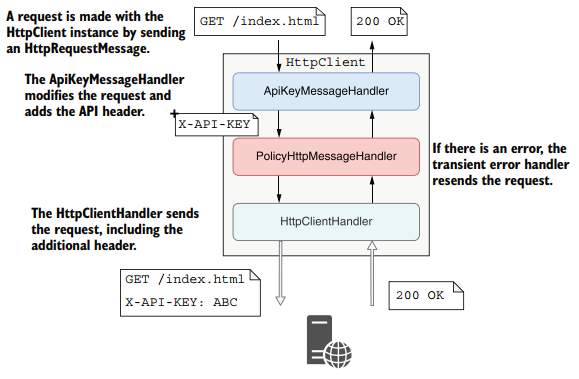 A request is made with the
HttpClient instance by sending
an HttpRequestMessage.
GET /index.html
200 OK
HttpClient
The ApiKeyMessageHandler
modifies the request and
adds the API header.
ApiKeyMessageHandler
+
X-API-KEY
PolicyHttpMessageHandler
If there is an error, the
transient error handler
resends the request.
The HttpClientHandler sends
the request, including the
additional header.
HttpClientHandler
GET /index.html
X-API-KEY: ABC
200 OK